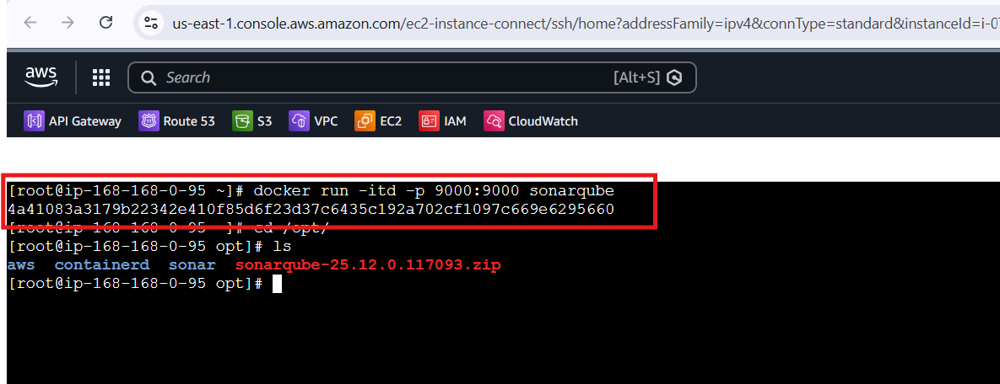 us-east-1.console.aws.amazon.com/ec2-instance-connect/ssh/home?addressFamily=ipv4&connType=standard&instanceId=i-0
aws
Search [Alt+S]
API Gateway Route 53 S3 VPC EC2 IAM CloudWatch
[root@ip-168-168-0-95 ~]# docker run -itd -p 9000:9000 sonarqube
4a41083a3179b22342e410f85d6f23d37c6435c192a702cf1097c669e6295660
[root@ip-168-168-0-95 ~]# cd /opt/
[root@ip-168-168-0-95 opt]# ls
aws containerd sonar sonarqube-25.12.0.117093.zip
[root@ip-168-168-0-95 opt]#